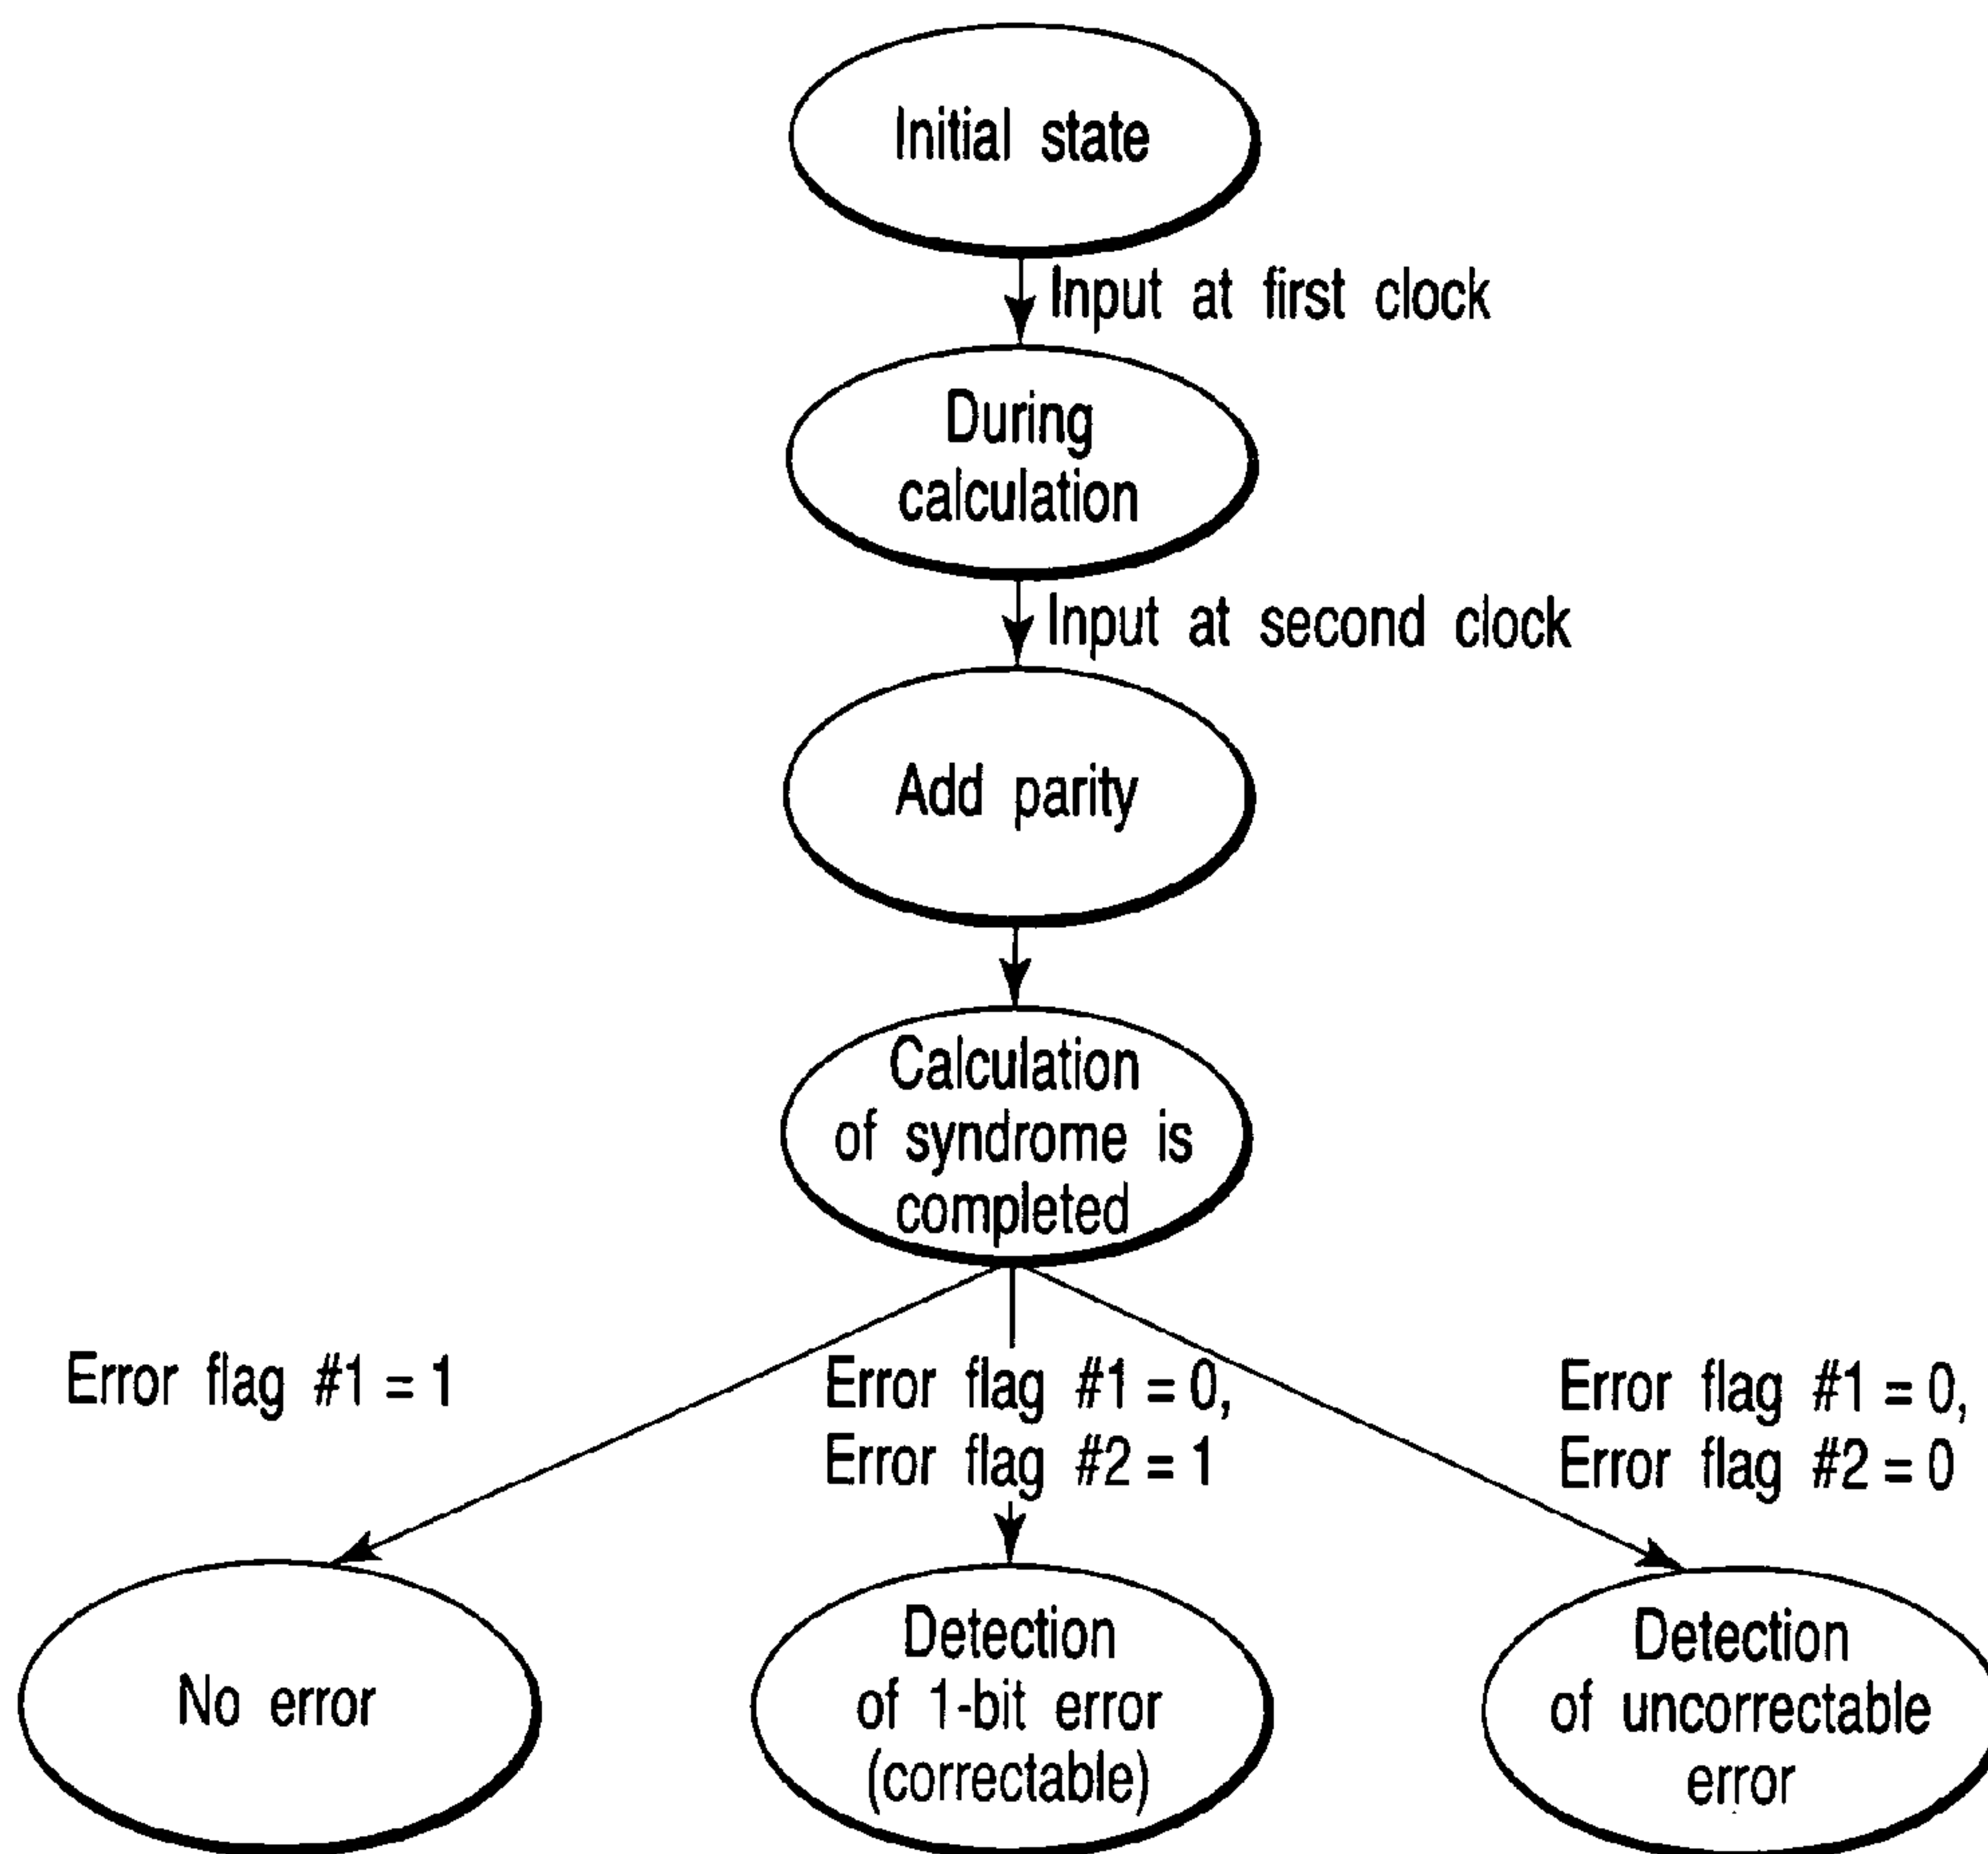 Initial state
Input at first clock
During
calculation
Input at second clock
Add parity
Calculation
of syndrome is
completed
Error flag #1 = 1
Error flag #1 = 0,
Error flag #2 = 1
Error flag #1 = 0,
Error flag #2 = 0
No error
Detection
of 1-bit error
(correctable)
Detection
of uncorrectable
error